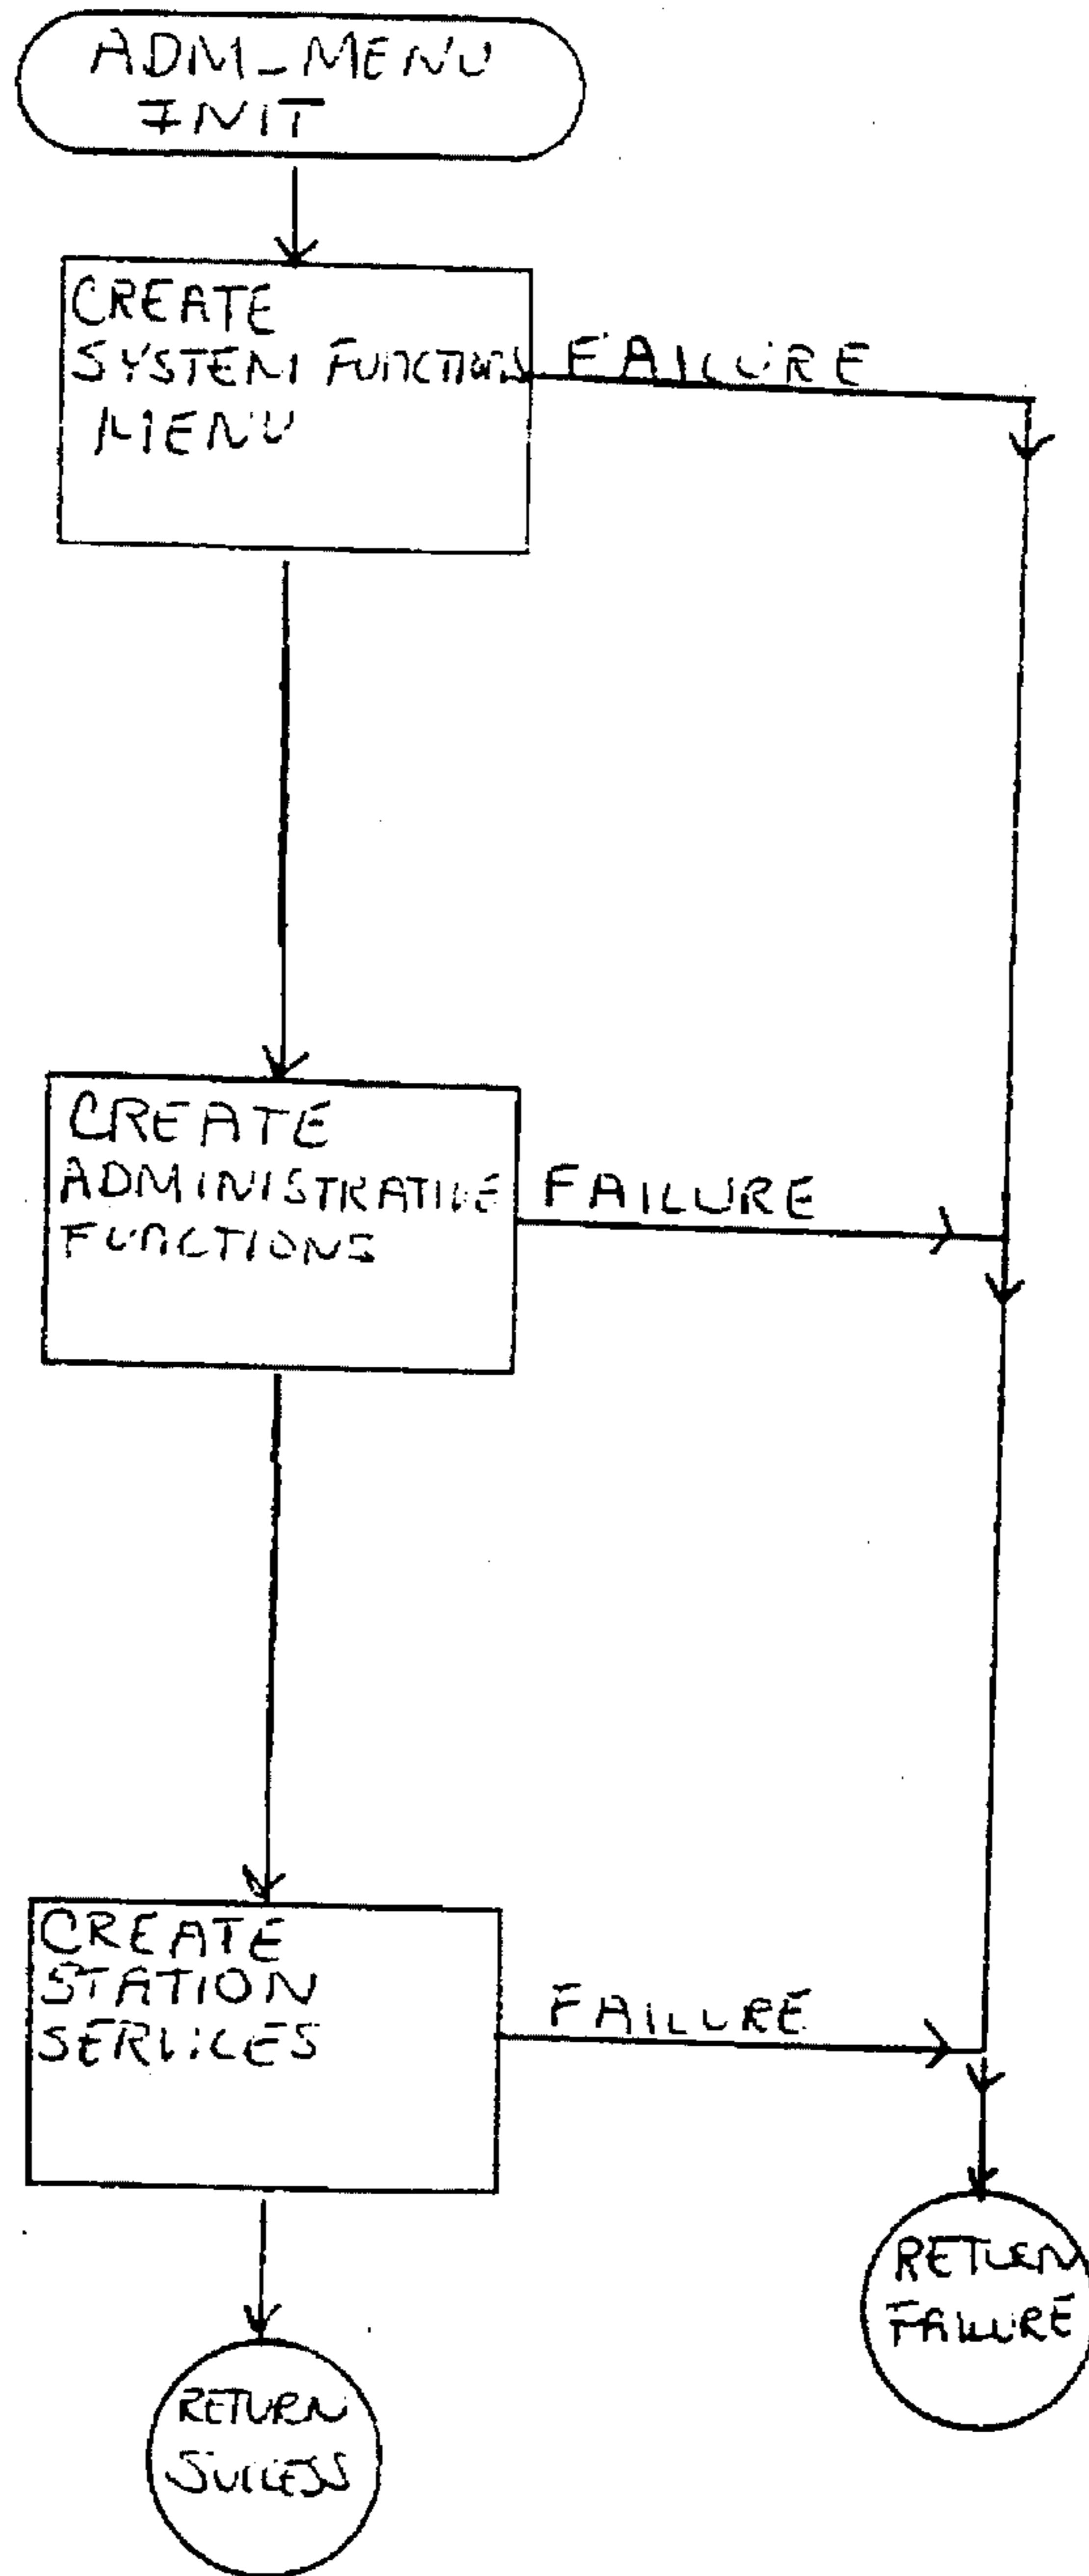 ADM_MENU
INIT
CREATE
SYSTEM FUNCTIONS
MENU
FAILURE
CREATE
ADMINISTRATIVE
FUNCTIONS
FAILURE
CREATE
STATION
SERVICES
FAILURE
RETURN
FAILURE
RETURN
SUCCESS